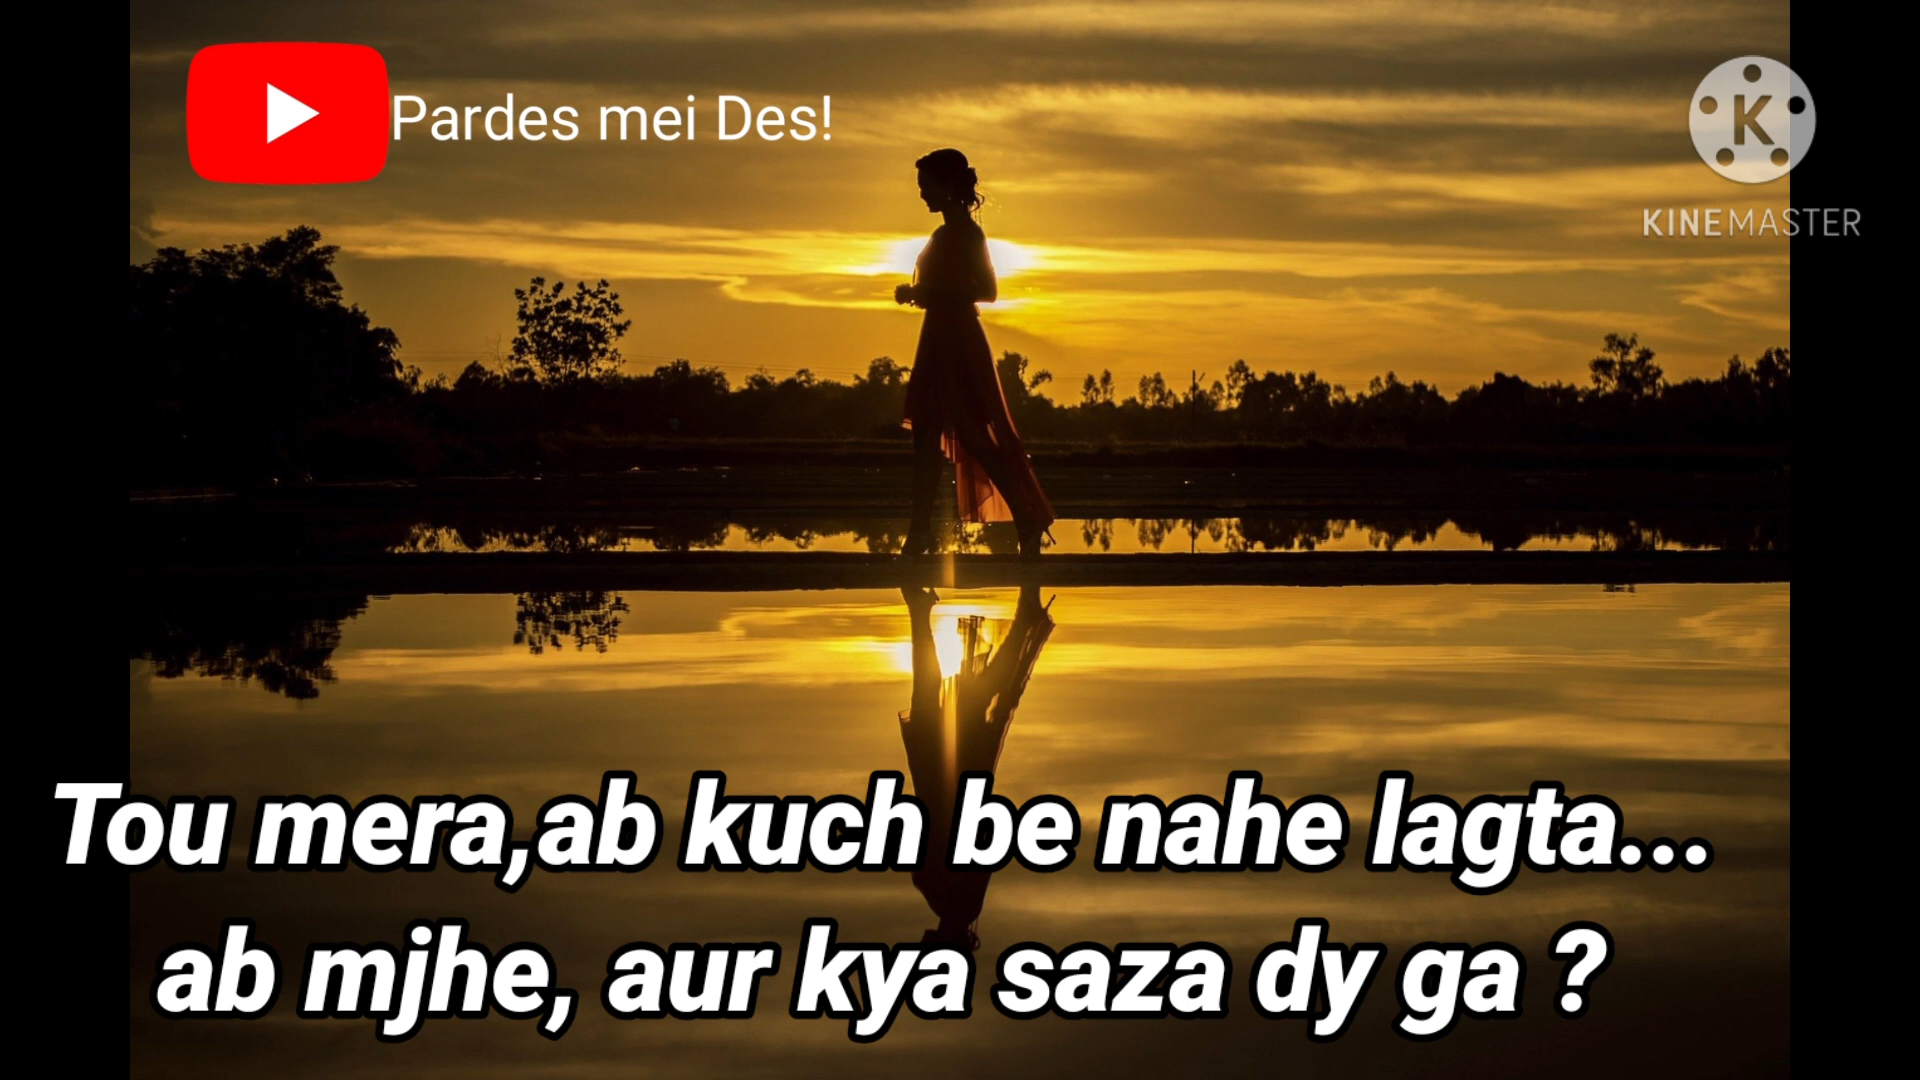 Pardes mei Des!
K
KINEMASTER
Tou mera,ab kuch be nahe lagta...
ab mjhe, aur kya saza dy ga ?